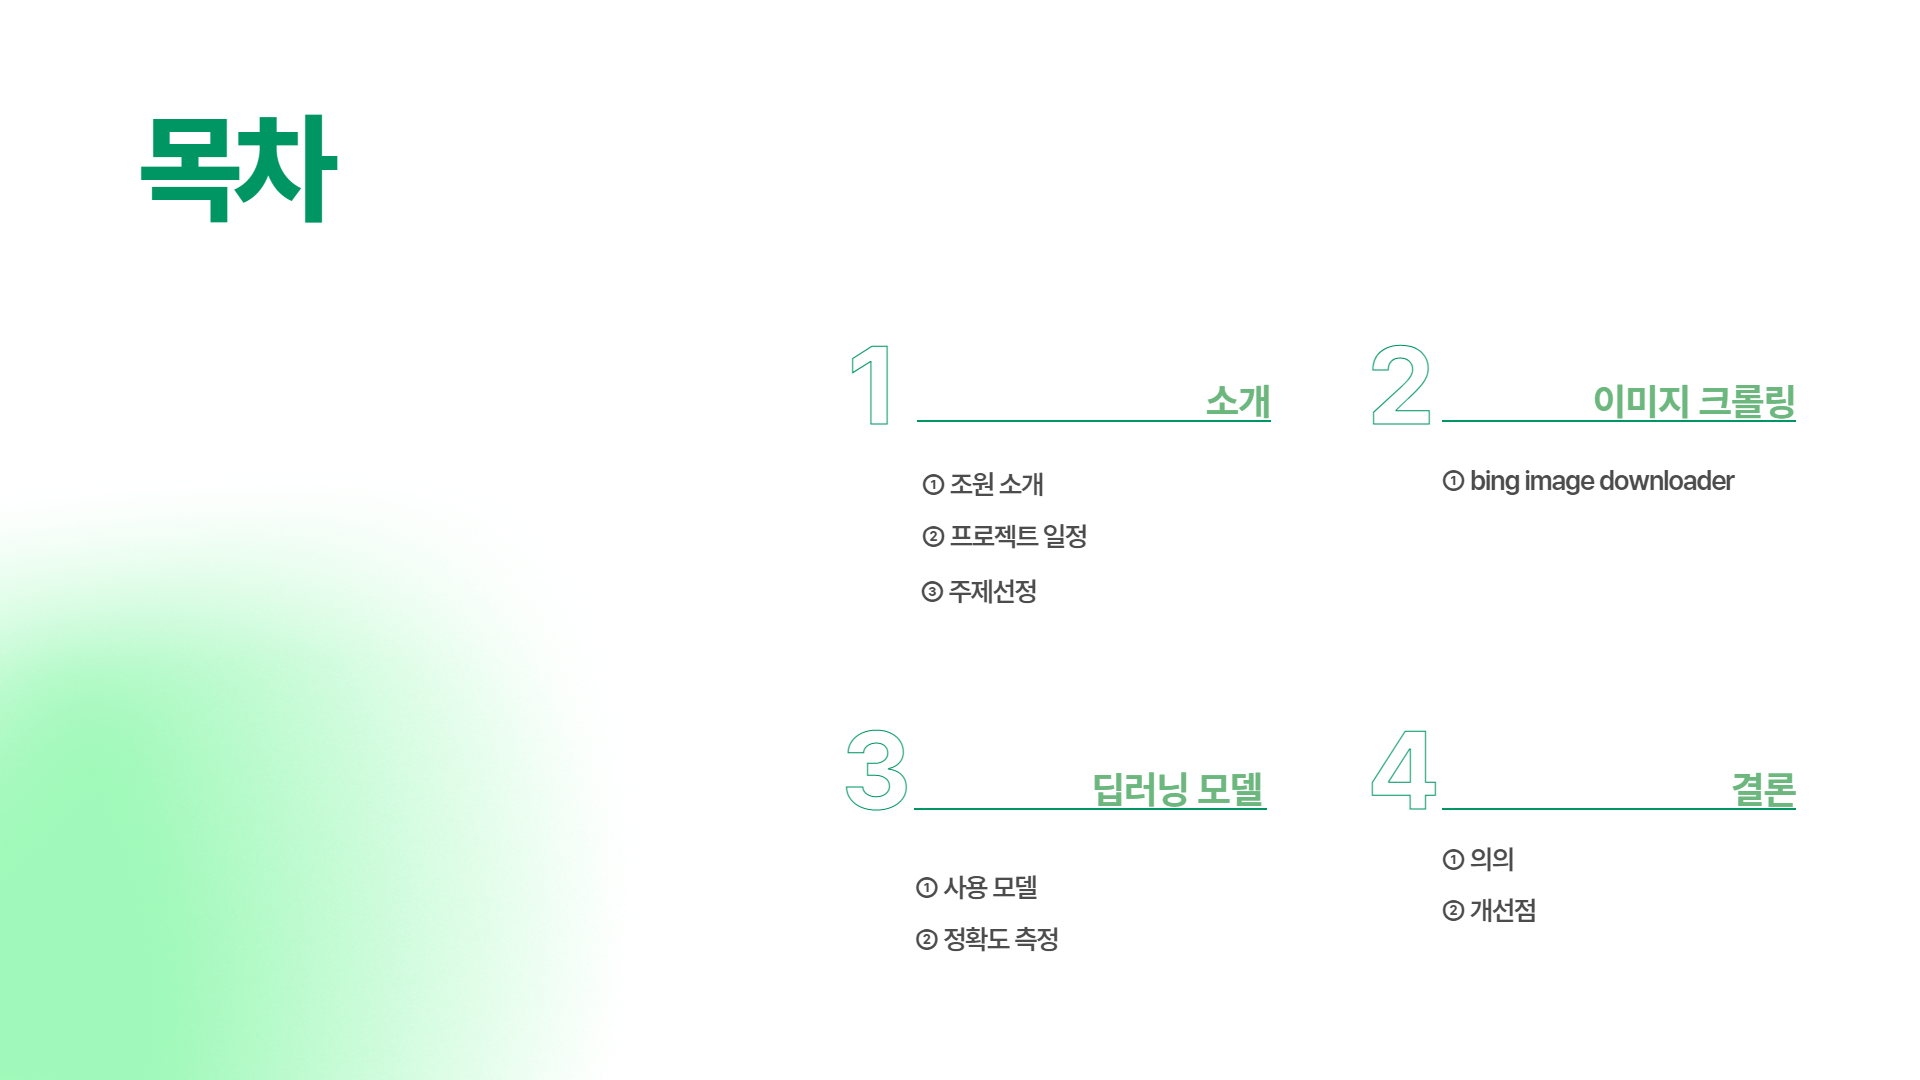 목차
1 소개
① 조원 소개
② 프로젝트 일정
③ 주제선정
2 이미지 크롤링
① bing image downloader
3 딥러닝 모델
① 사용 모델
② 정확도 측정
4 결론
① 의의
② 개선점